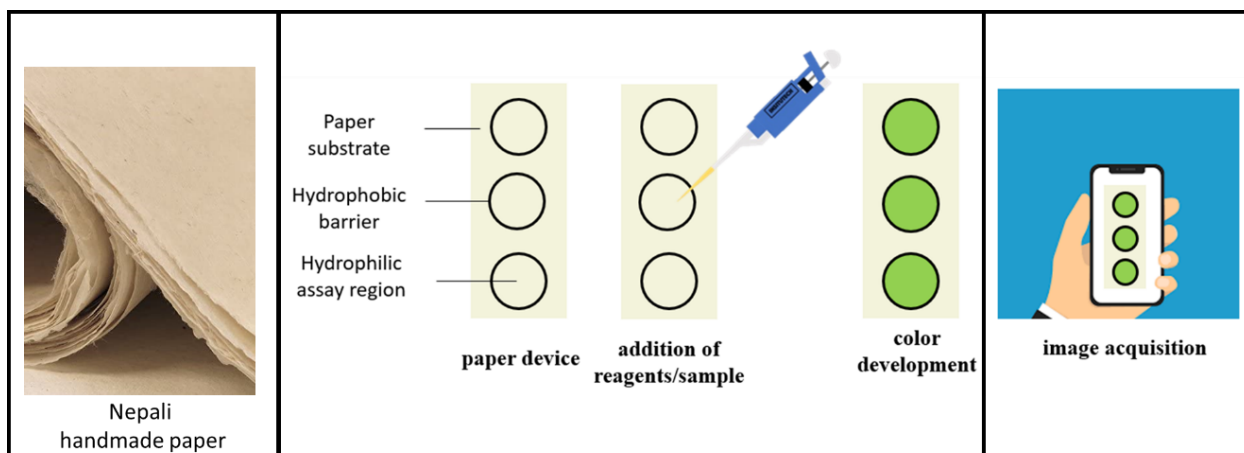 Nepali
handmade paper
Paper
substrate
Hydrophobic
barrier
Hydrophilic
assay region
paper device
addition of
reagents/sample
color
development
image acquisition